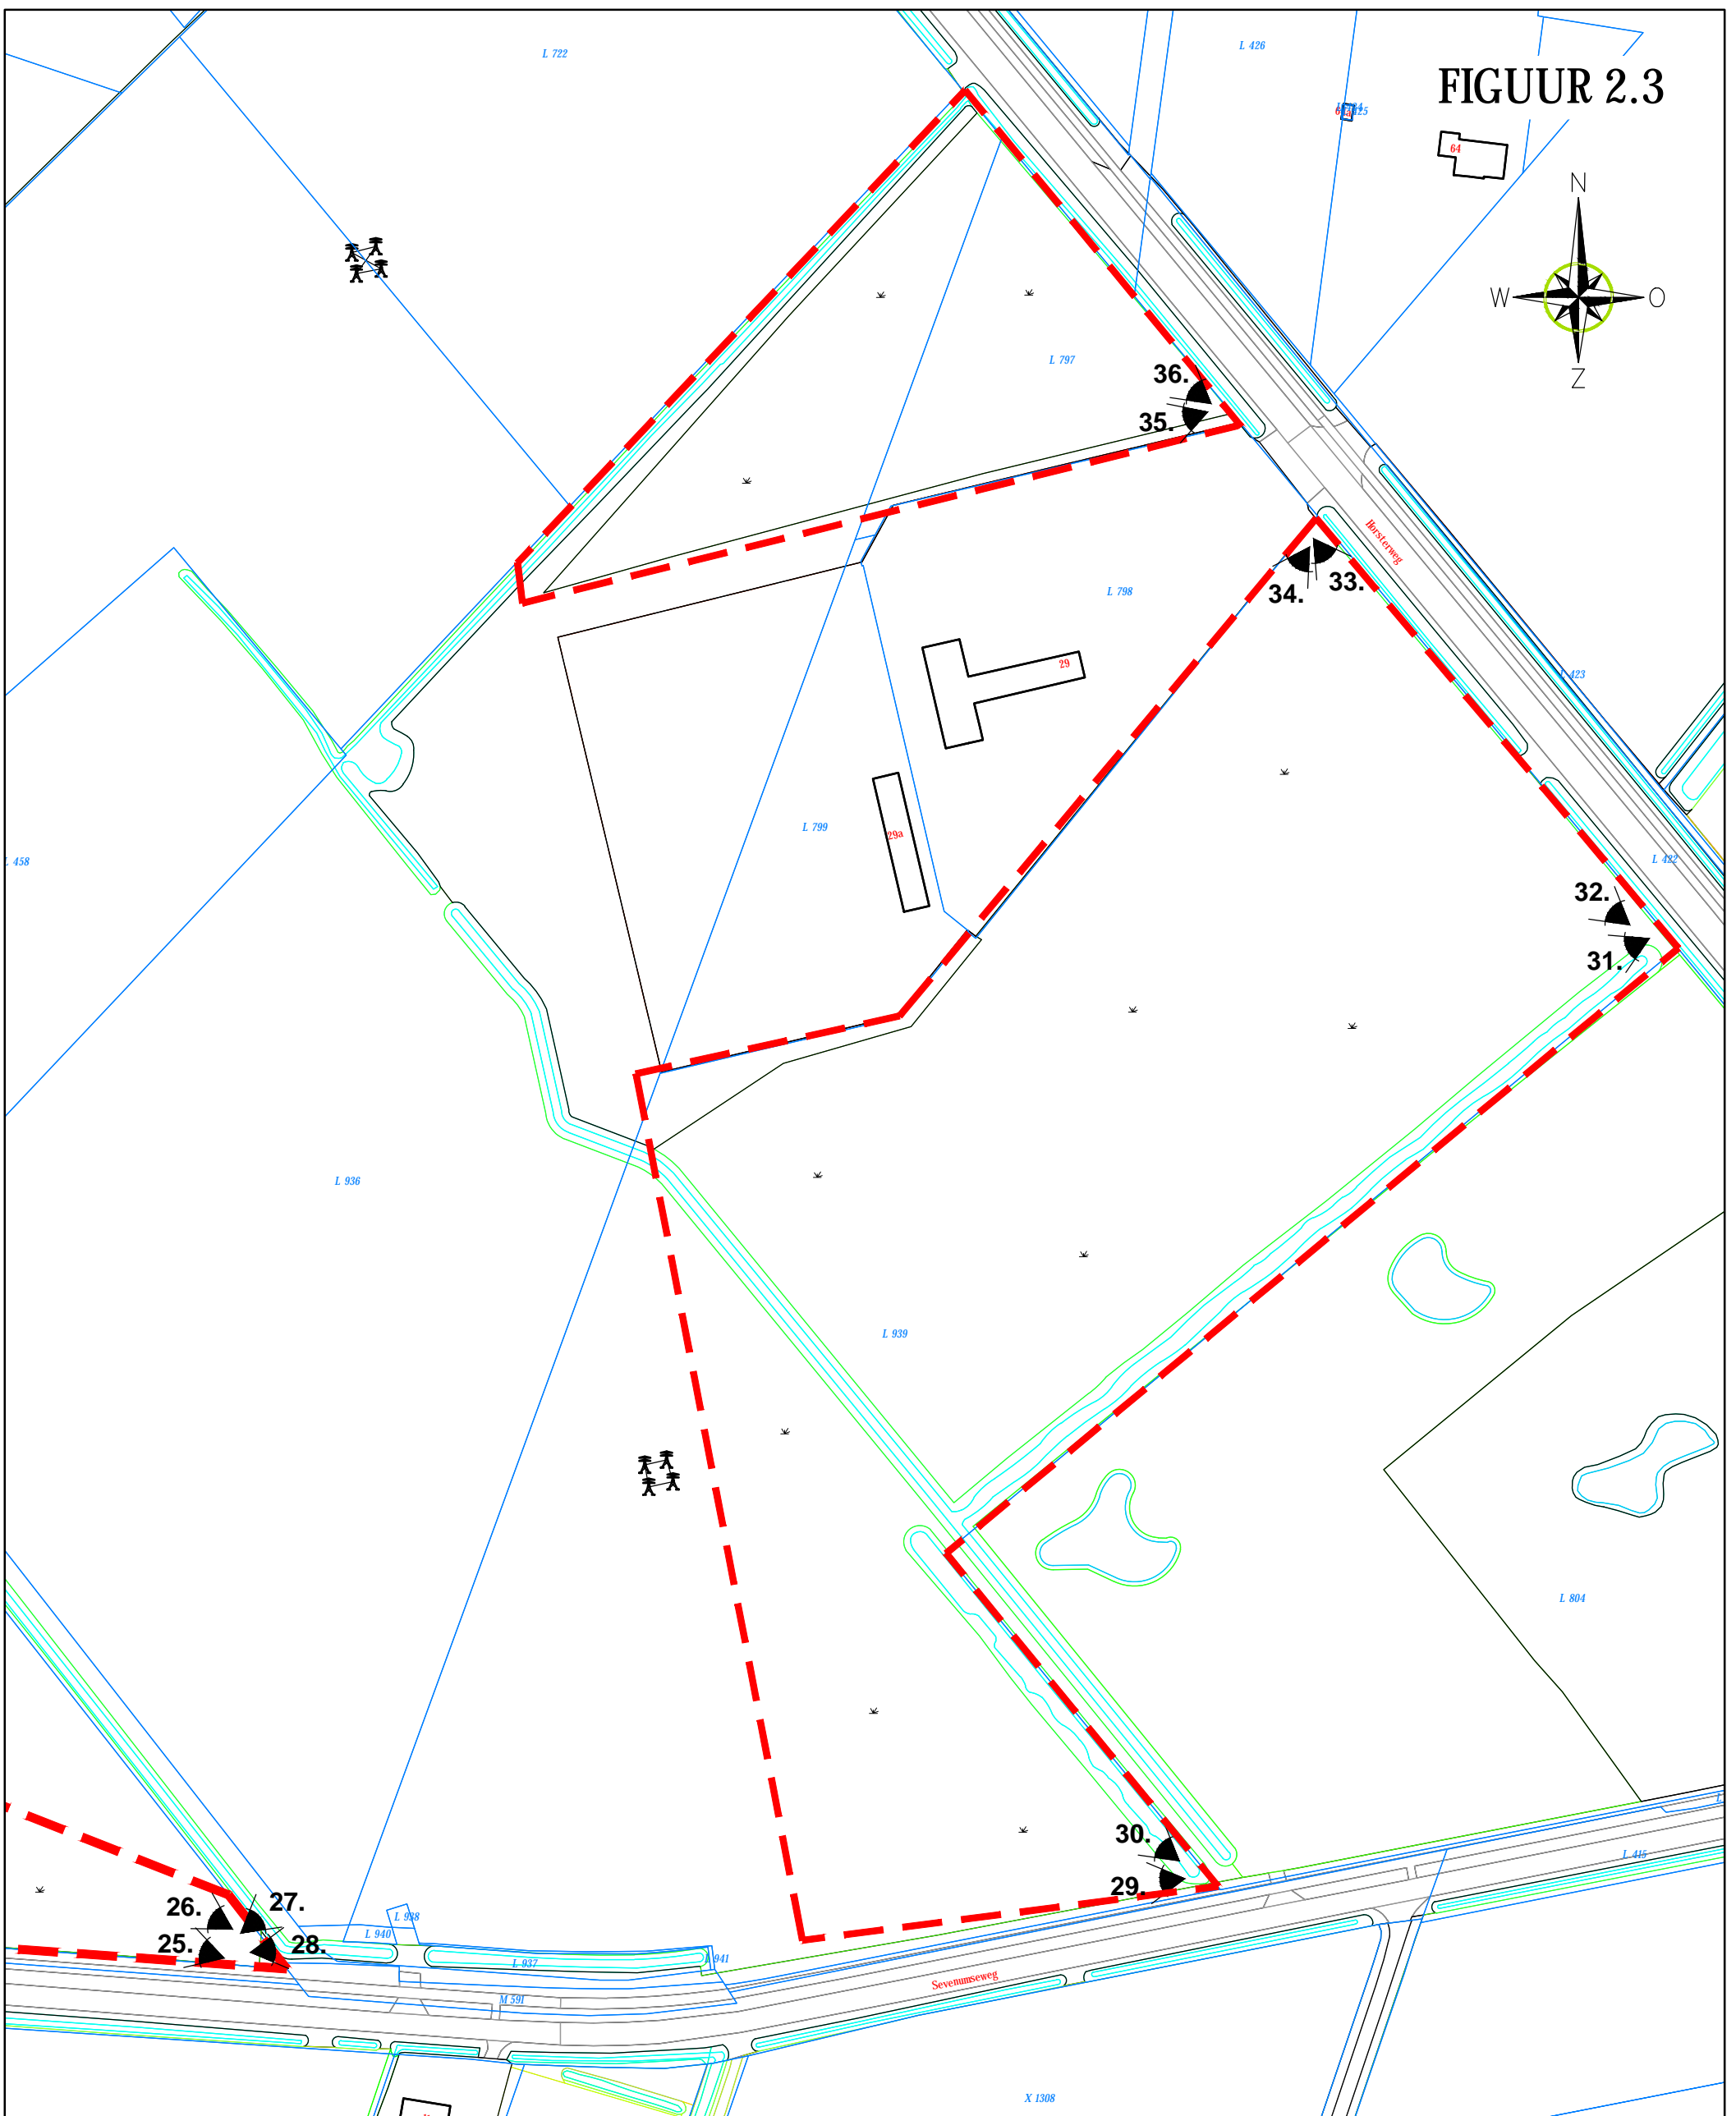 L 722
L 426
FIGUUR 2.3
64
N
W
O
Z
L 797
36.
35.
Horsterweg
34.
33.
L 798
29
L 423
L 799
29a
L 458
L 422
32.
31.
L 936
L 939
L 804
30.
29.
L 415
26.
27.
25.
28.
L 938
L 940
L 937
L 941
Sevenumseweg
M 591
X 1308